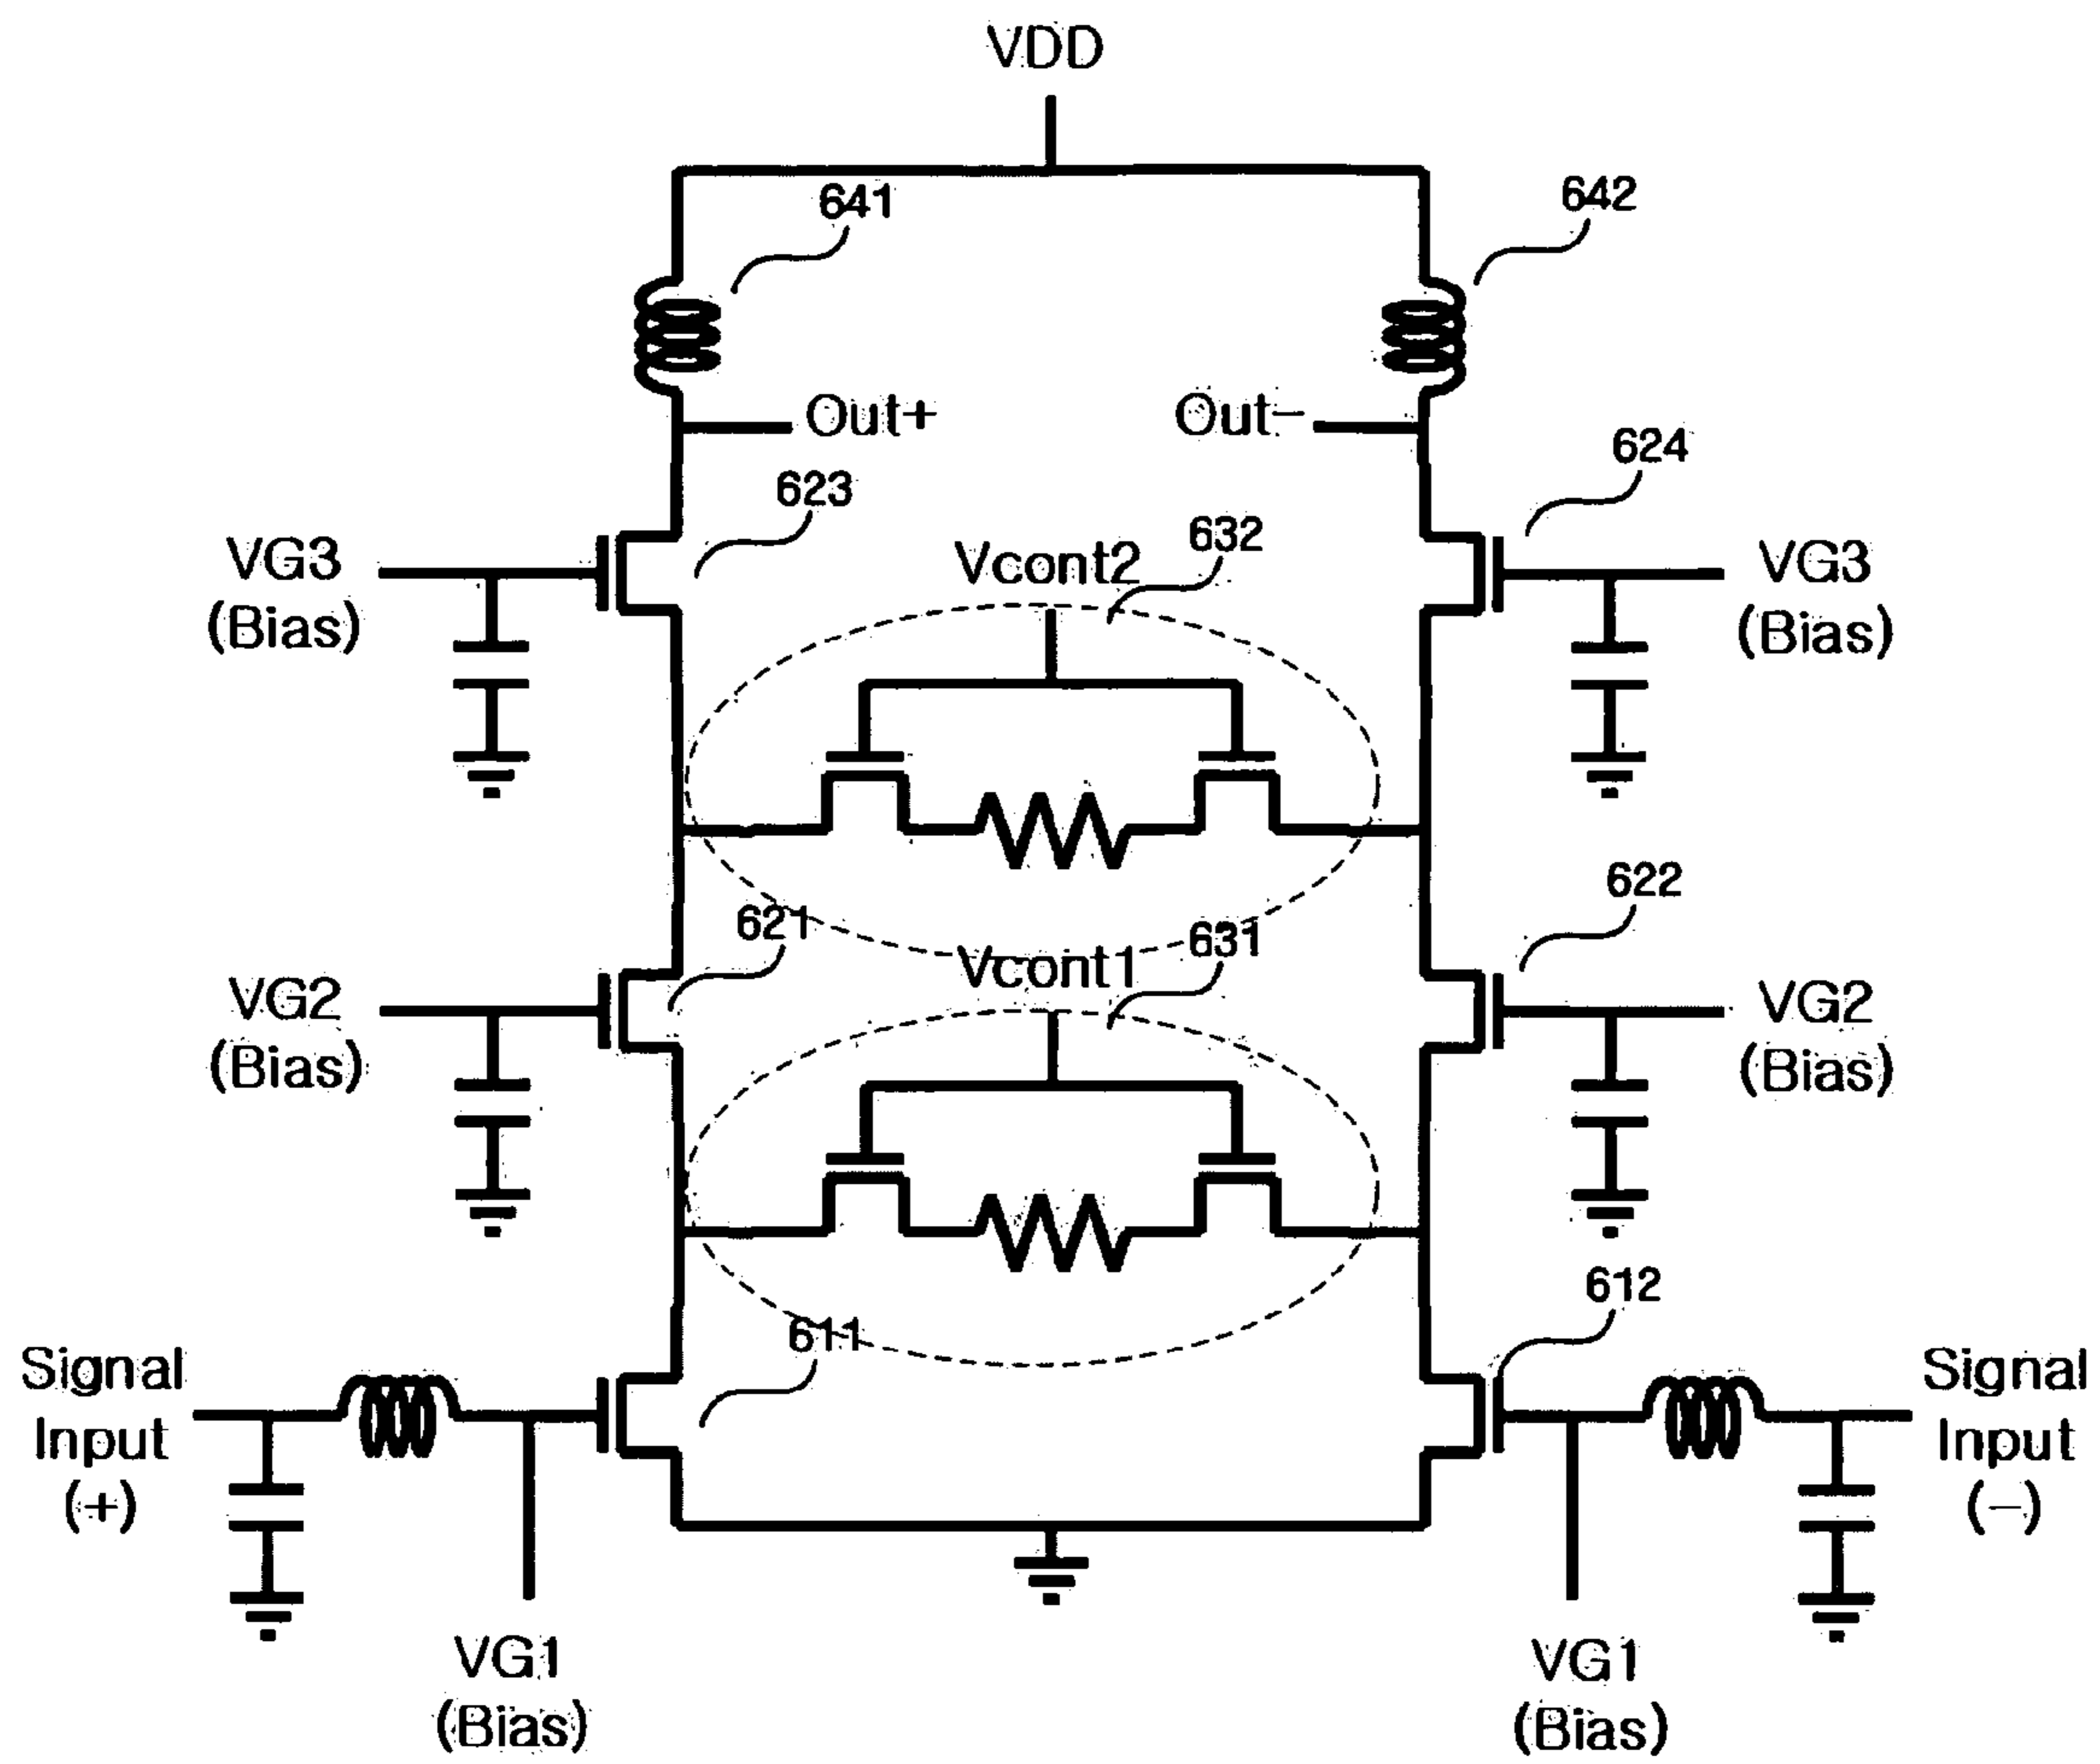 VDD
641
642
Out+
Out-
624
623
632
VG3
(Bias)
Vcont2
VG3
(Bias)
622
621
631
Vcont1
VG2
(Bias)
VG2
(Bias)
612
611
Signal
Input
(+)
Signal
Input
(-)
VG1
(Bias)
VG1
(Bias)